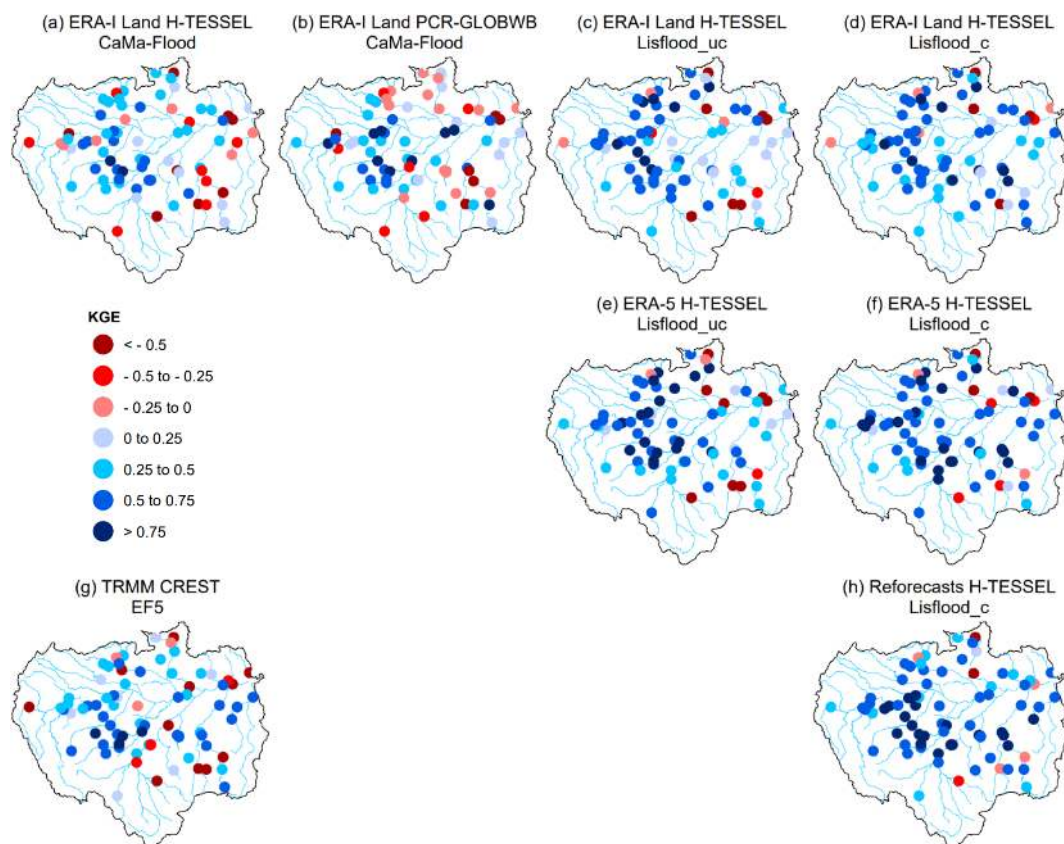 (a) ERA-I Land H-TESSEL
CaMa-Flood
(b) ERA-I Land PCR-GLOBWB
CaMa-Flood
(c) ERA-I Land H-TESSEL
Lisflood_uc
(d) ERA-I Land H-TESSEL
Lisflood_c
(e) ERA-5 H-TESSEL
Lisflood_uc
(f) ERA-5 H-TESSEL
Lisflood_c
KGE
< - 0.5
- 0.5 to - 0.25
- 0.25 to 0
0 to 0.25
0.25 to 0.5
0.5 to 0.75
> 0.75
(g) TRMM CREST
EF5
(h) Reforecasts H-TESSEL
Lisflood_c